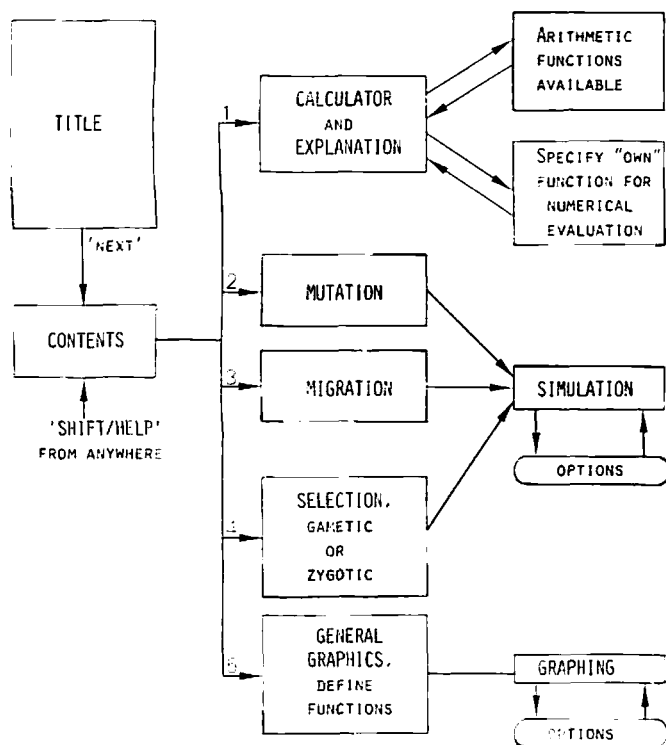 TITLE
'NEXT'
CONTENTS
'SHIFT/HELP'
FROM ANYWHERE
1
CALCULATOR
AND
EXPLANATION
ARITHMETIC
FUNCTIONS
AVAILABLE
SPECIFY "OWN"
FUNCTION FOR
NUMERICAL
EVALUATION
2
MUTATION
3
MIGRATION
SIMULATION
OPTIONS
4
SELECTION,
GAMETIC
OR
ZYGOTIC
5
GENERAL
GRAPHICS,
DEFINE
FUNCTIONS
GRAPHING
OPTIONS